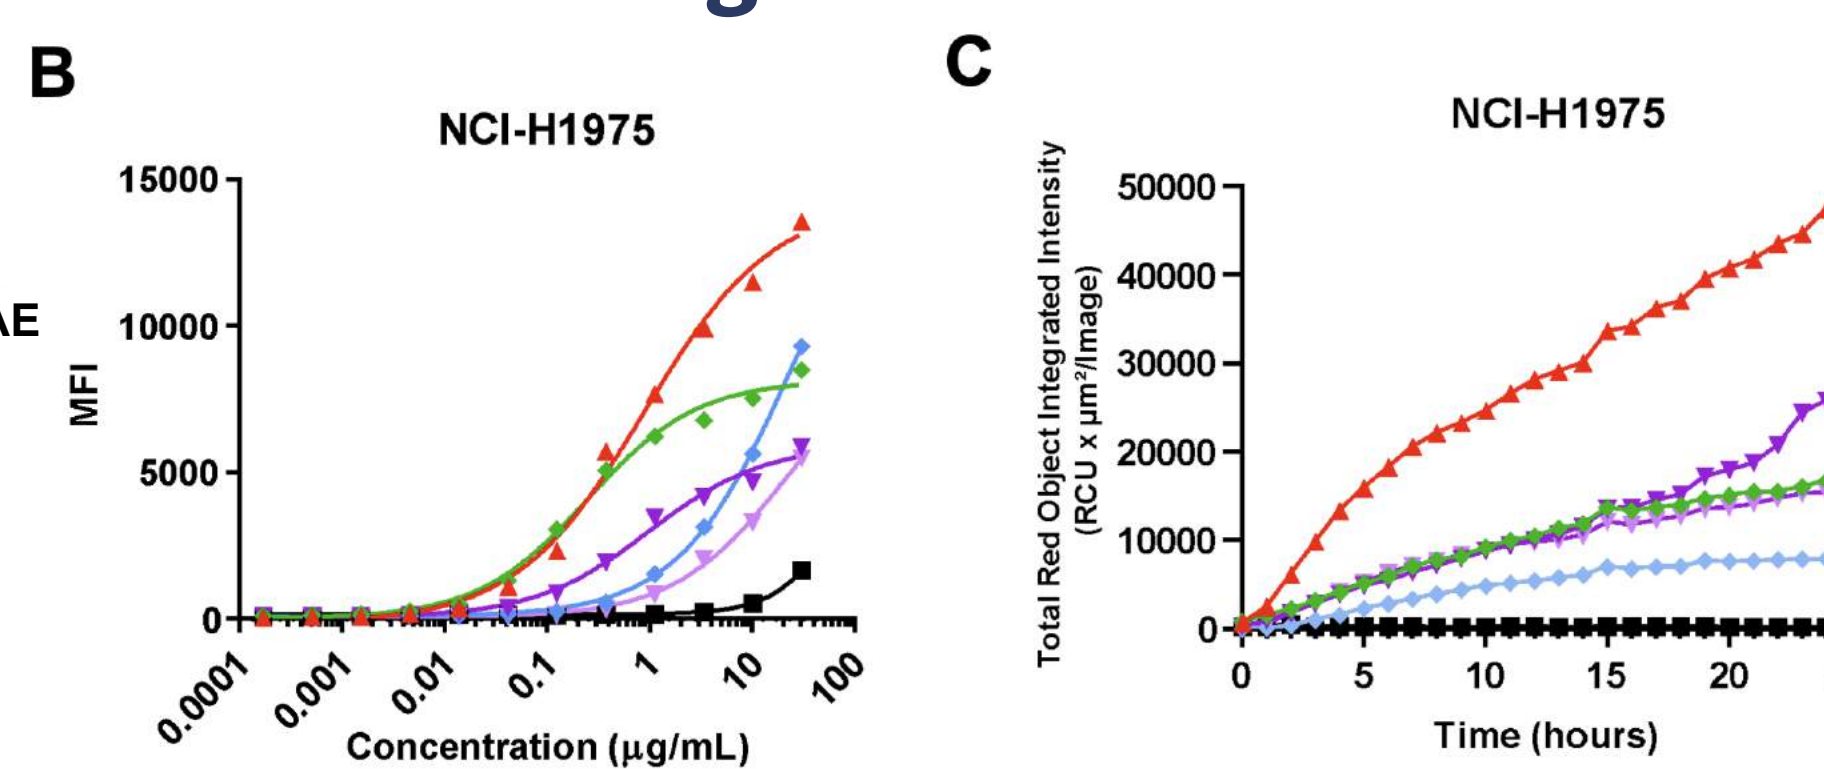 g
B
NCI-H1975
15000
10000
5000
0
MFI
0.0001
0.001
0.01
0.1
1
10
100
Concentration (μg/mL)
AE
C
NCI-H1975
Total Red Object Integrated Intensity
(RCU x μm²/Image)
50000
40000
30000
20000
10000
0
0
5
10
15
20
Time (hours)